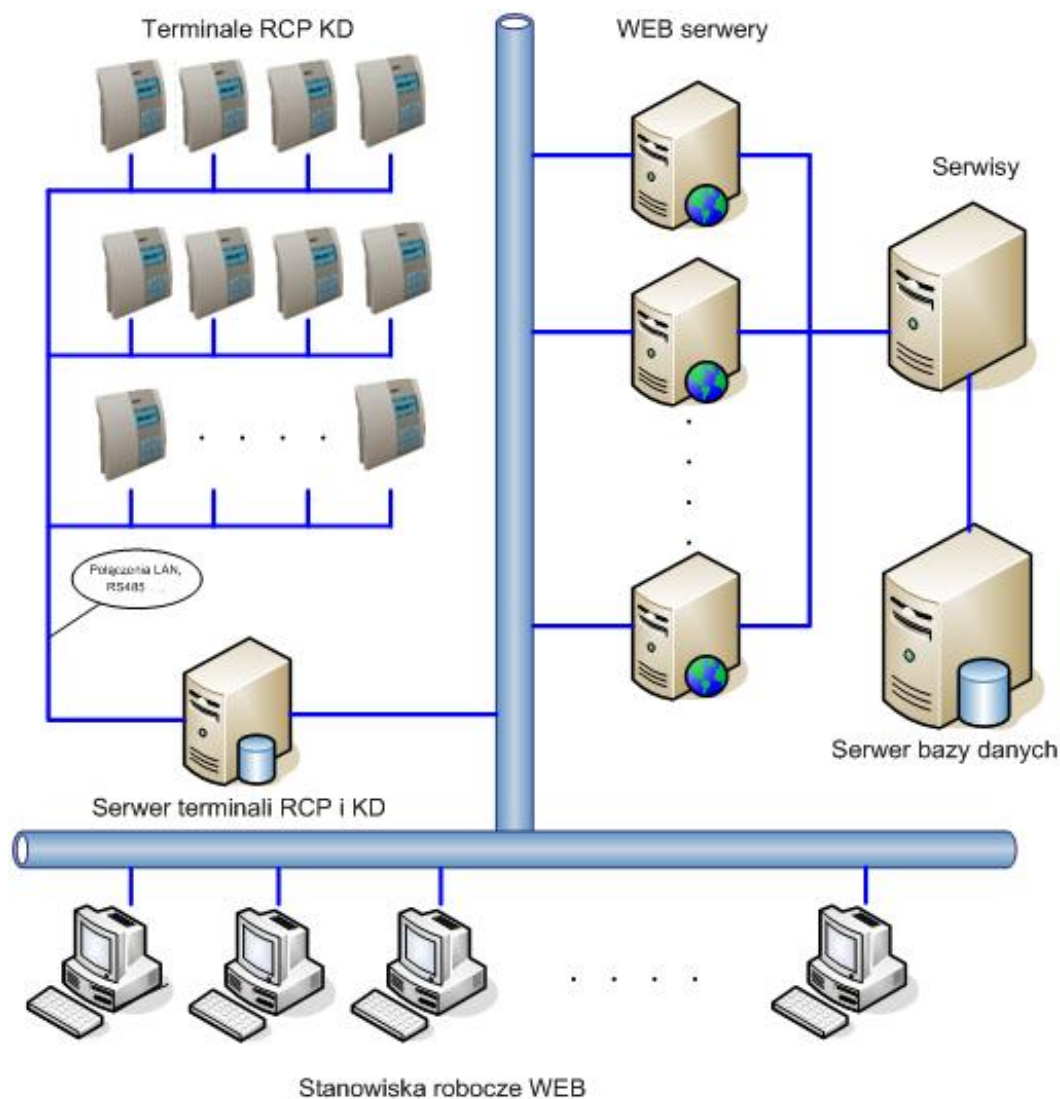 Terminale RCP KD
WEB serwery
Serwisy
Połączenia LAN,
RS485 . . .
Serwer bazy danych
Serwer terminali RCP i KD
Stanowiska robocze WEB